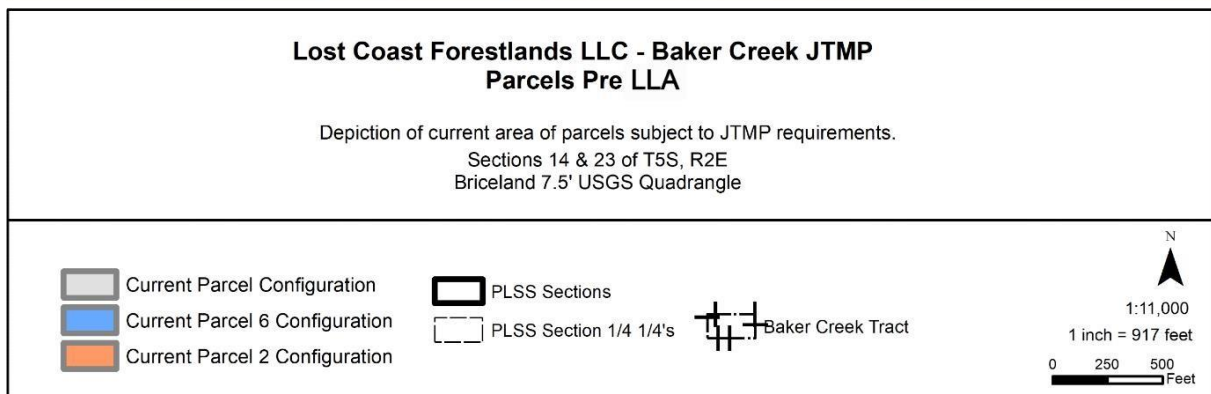 Lost Coast Forestlands LLC - Baker Creek JTMP
Parcels Pre LLA
Depiction of current area of parcels subject to JTMP requirements.
Sections 14 & 23 of T5S, R2E
Briceland 7.5' USGS Quadrangle
Current Parcel Configuration
Current Parcel 6 Configuration
Current Parcel 2 Configuration
PLSS Sections
PLSS Section 1/4 1/4's
Baker Creek Tract
N
1:11,000
1 inch = 917 feet
0 250 500
Feet